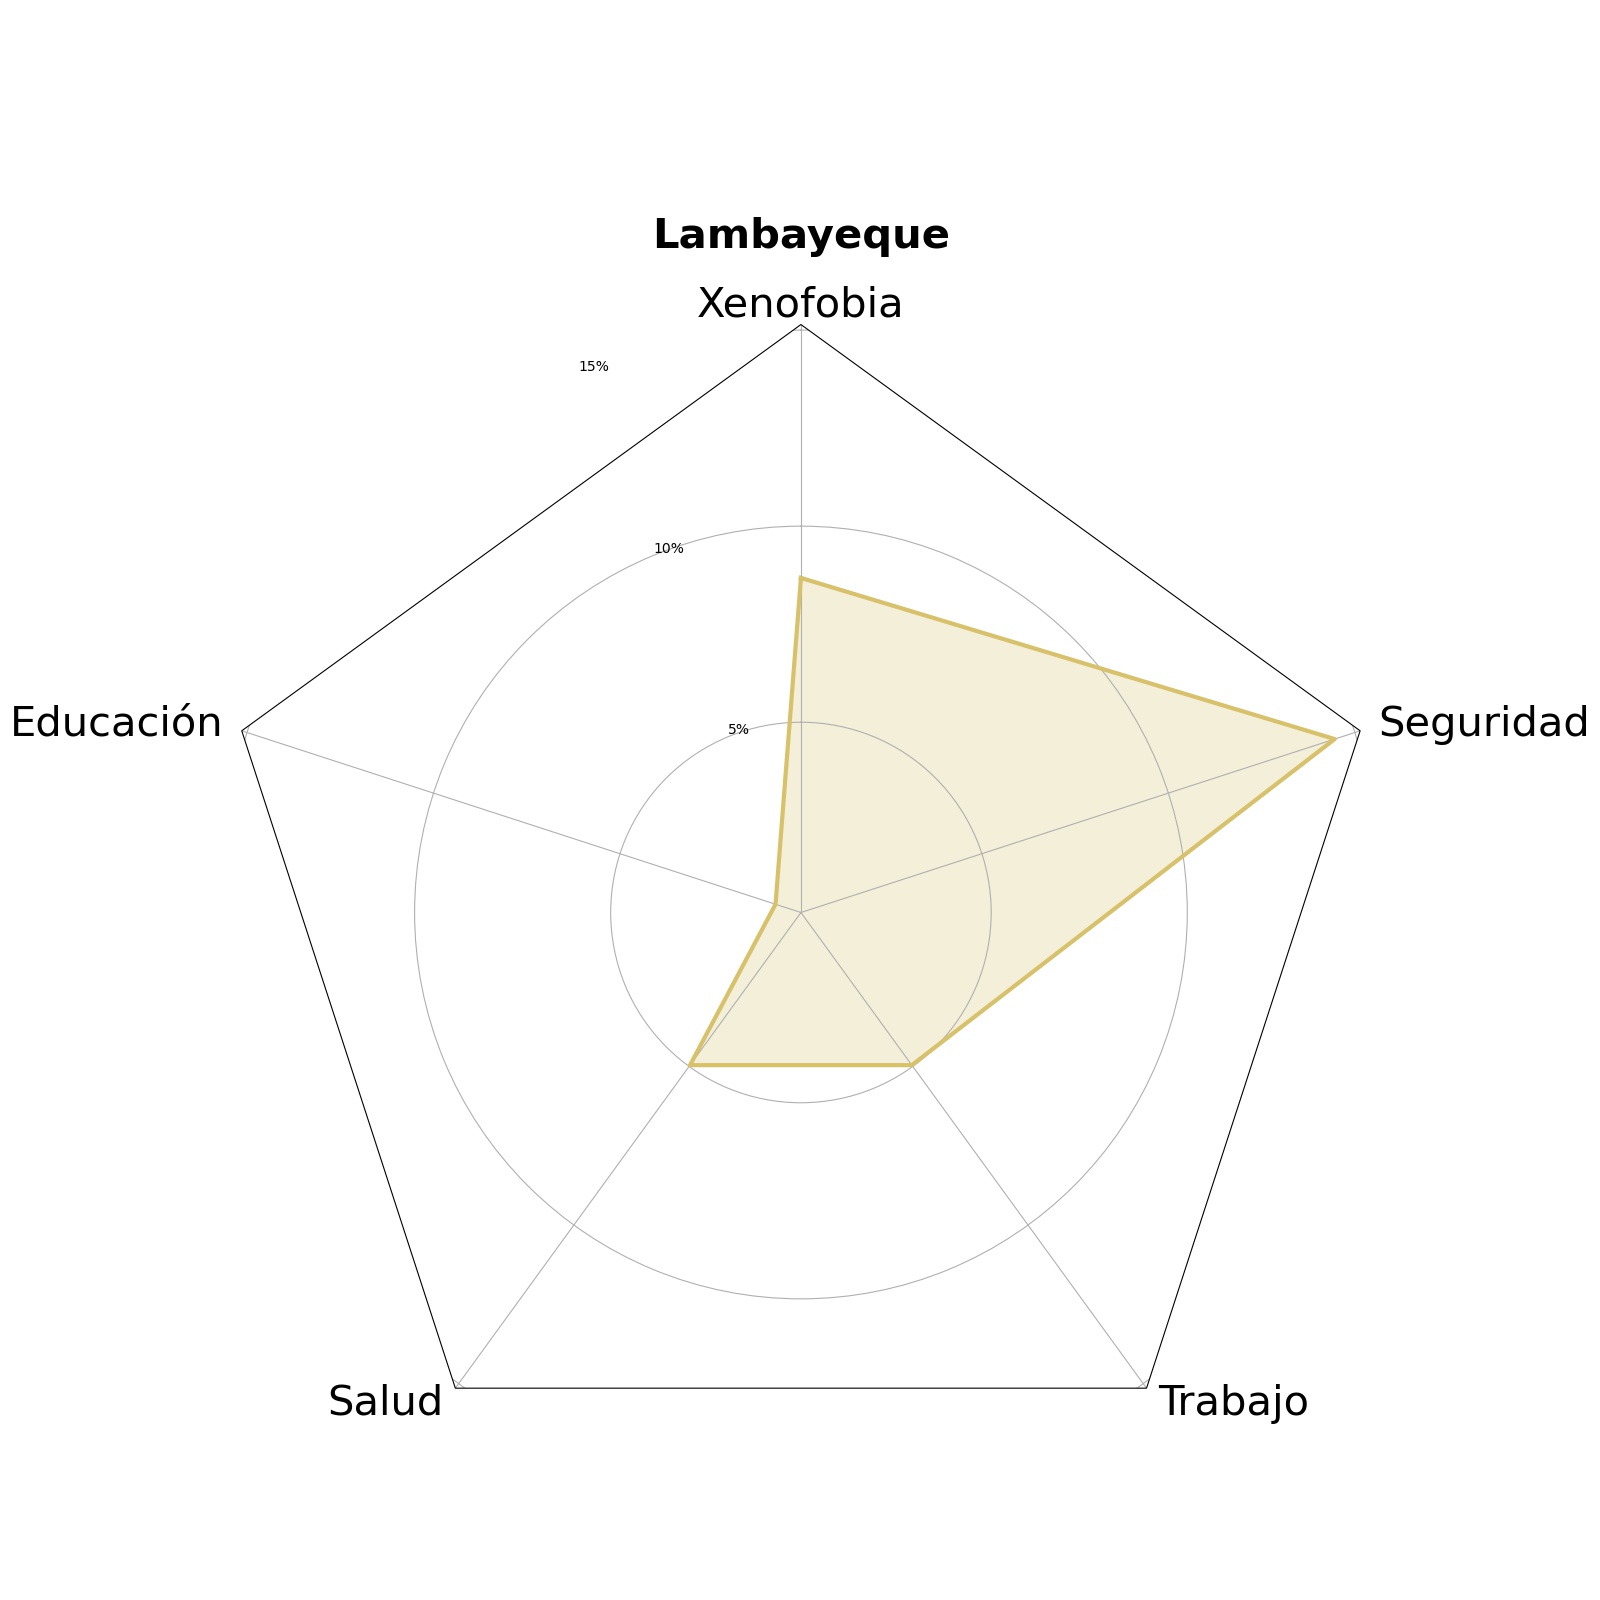 Lambayeque
Xenofobia
15%
10%
Educación
Seguridad
5%
Salud
Trabajo